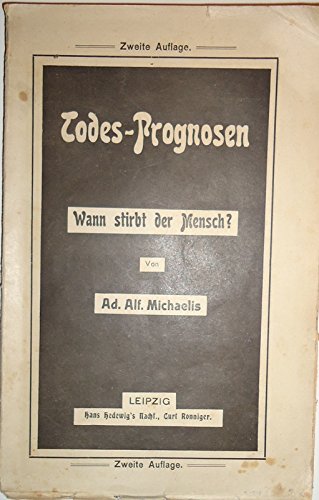 Zweite Auflage.
Todes-Prognosen
Wann stirbt der Mensch?
Von
Ad. Alf. Michaelis
LEIPZIG
Hans Hedewig's Nachf., Curt Ronniger.
Zweite Auflage.